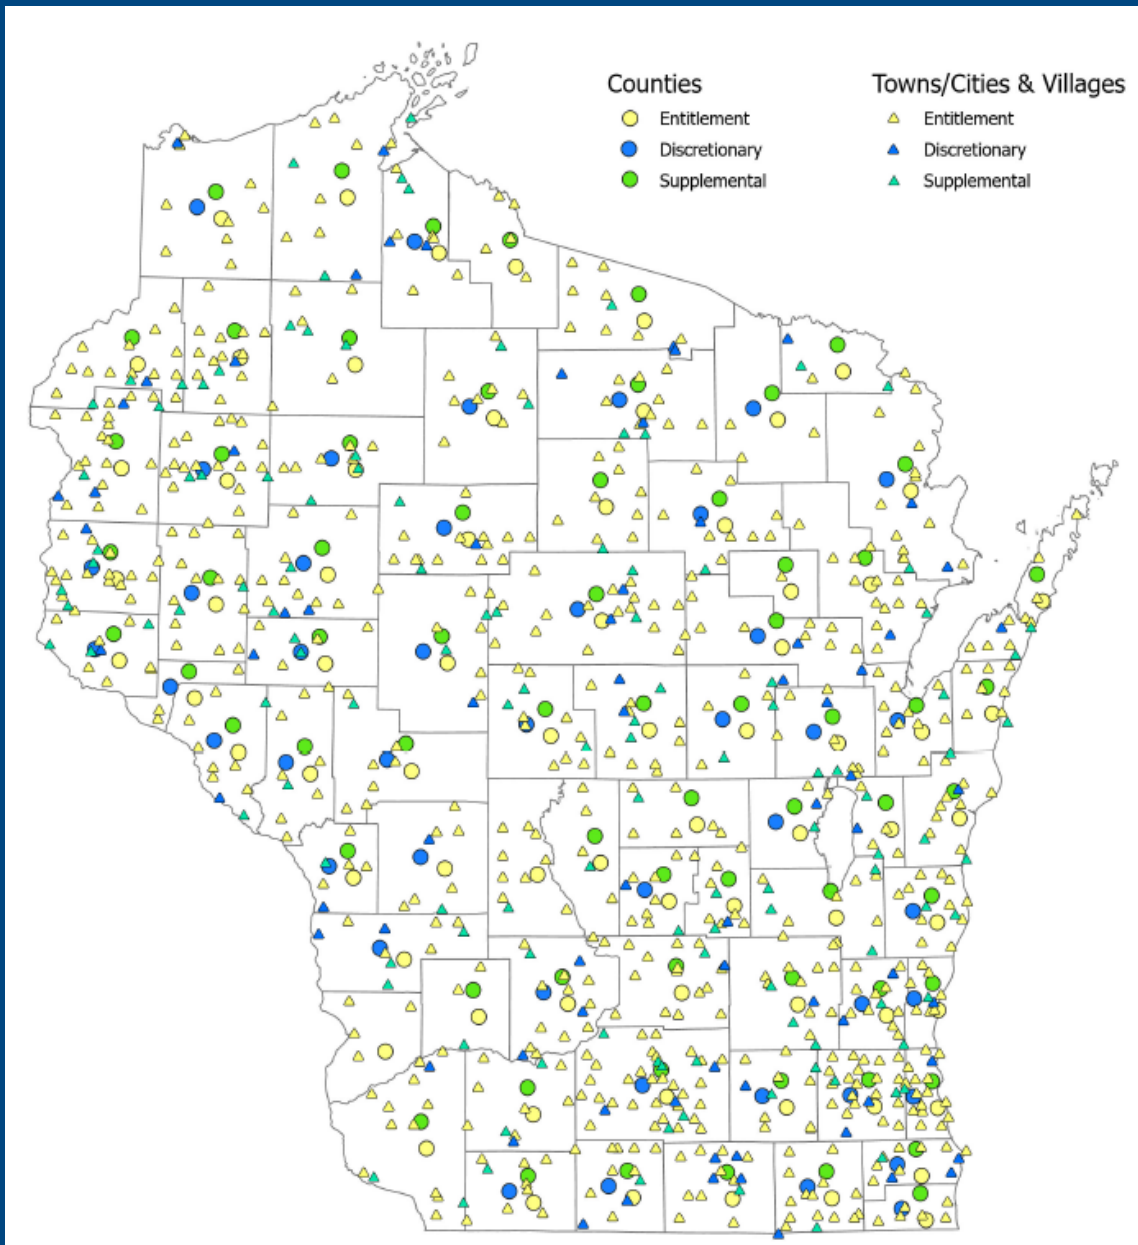 Counties
Entitlement
Discretionary
Supplemental
Towns/Cities & Villages
Entitlement
Discretionary
Supplemental